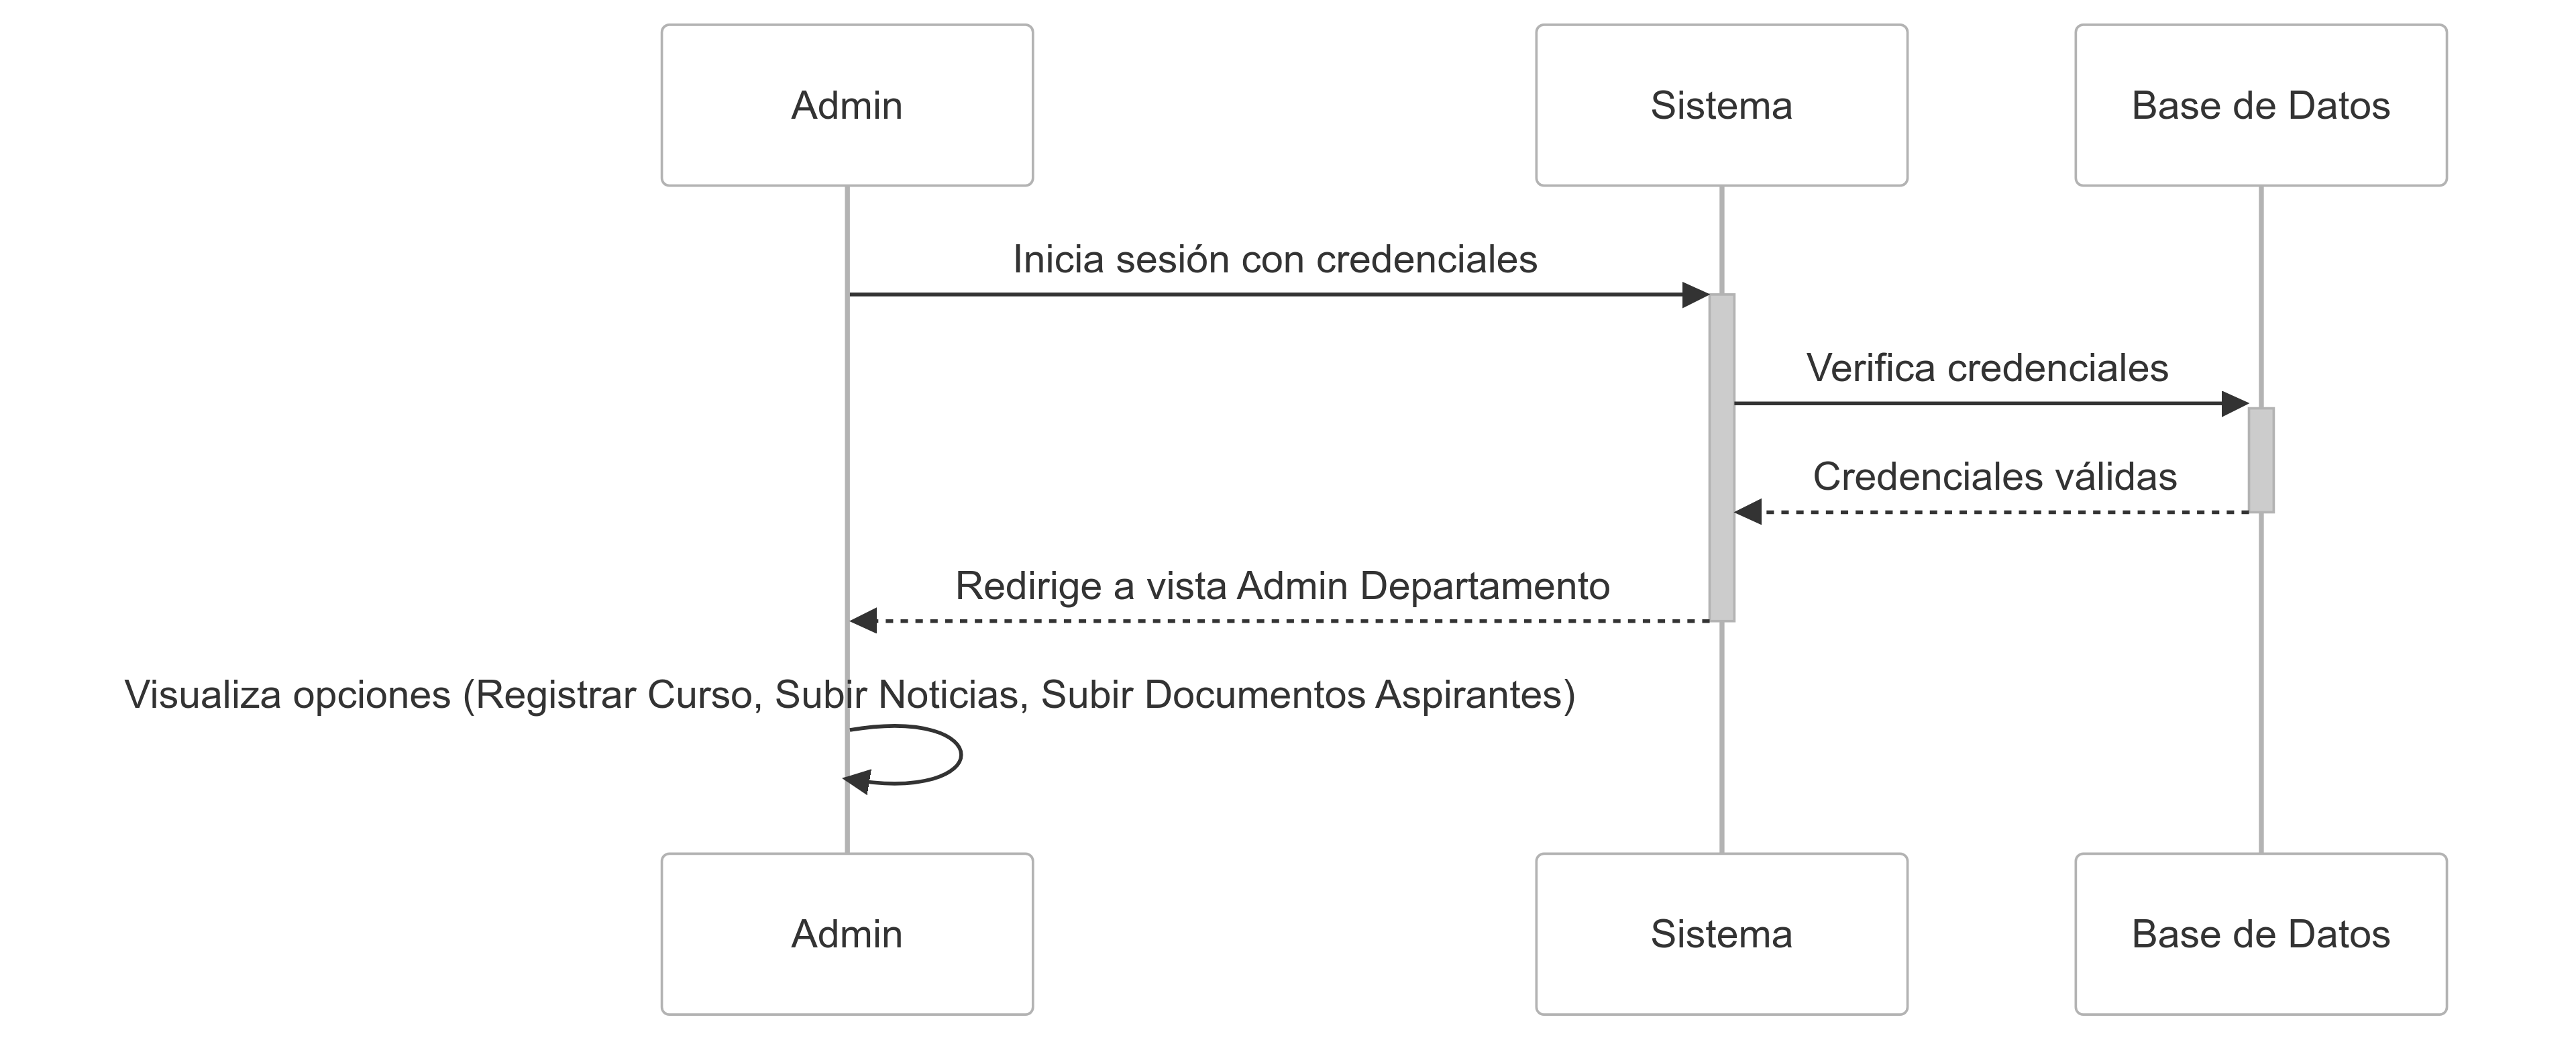 Admin
Sistema
Base de Datos
Inicia sesión con credenciales
Verifica credenciales
Credenciales válidas
Redirige a vista Admin Departamento
Visualiza opciones (Registrar Curso, Subir Noticias, Subir Documentos Aspirantes)
Admin
Sistema
Base de Datos